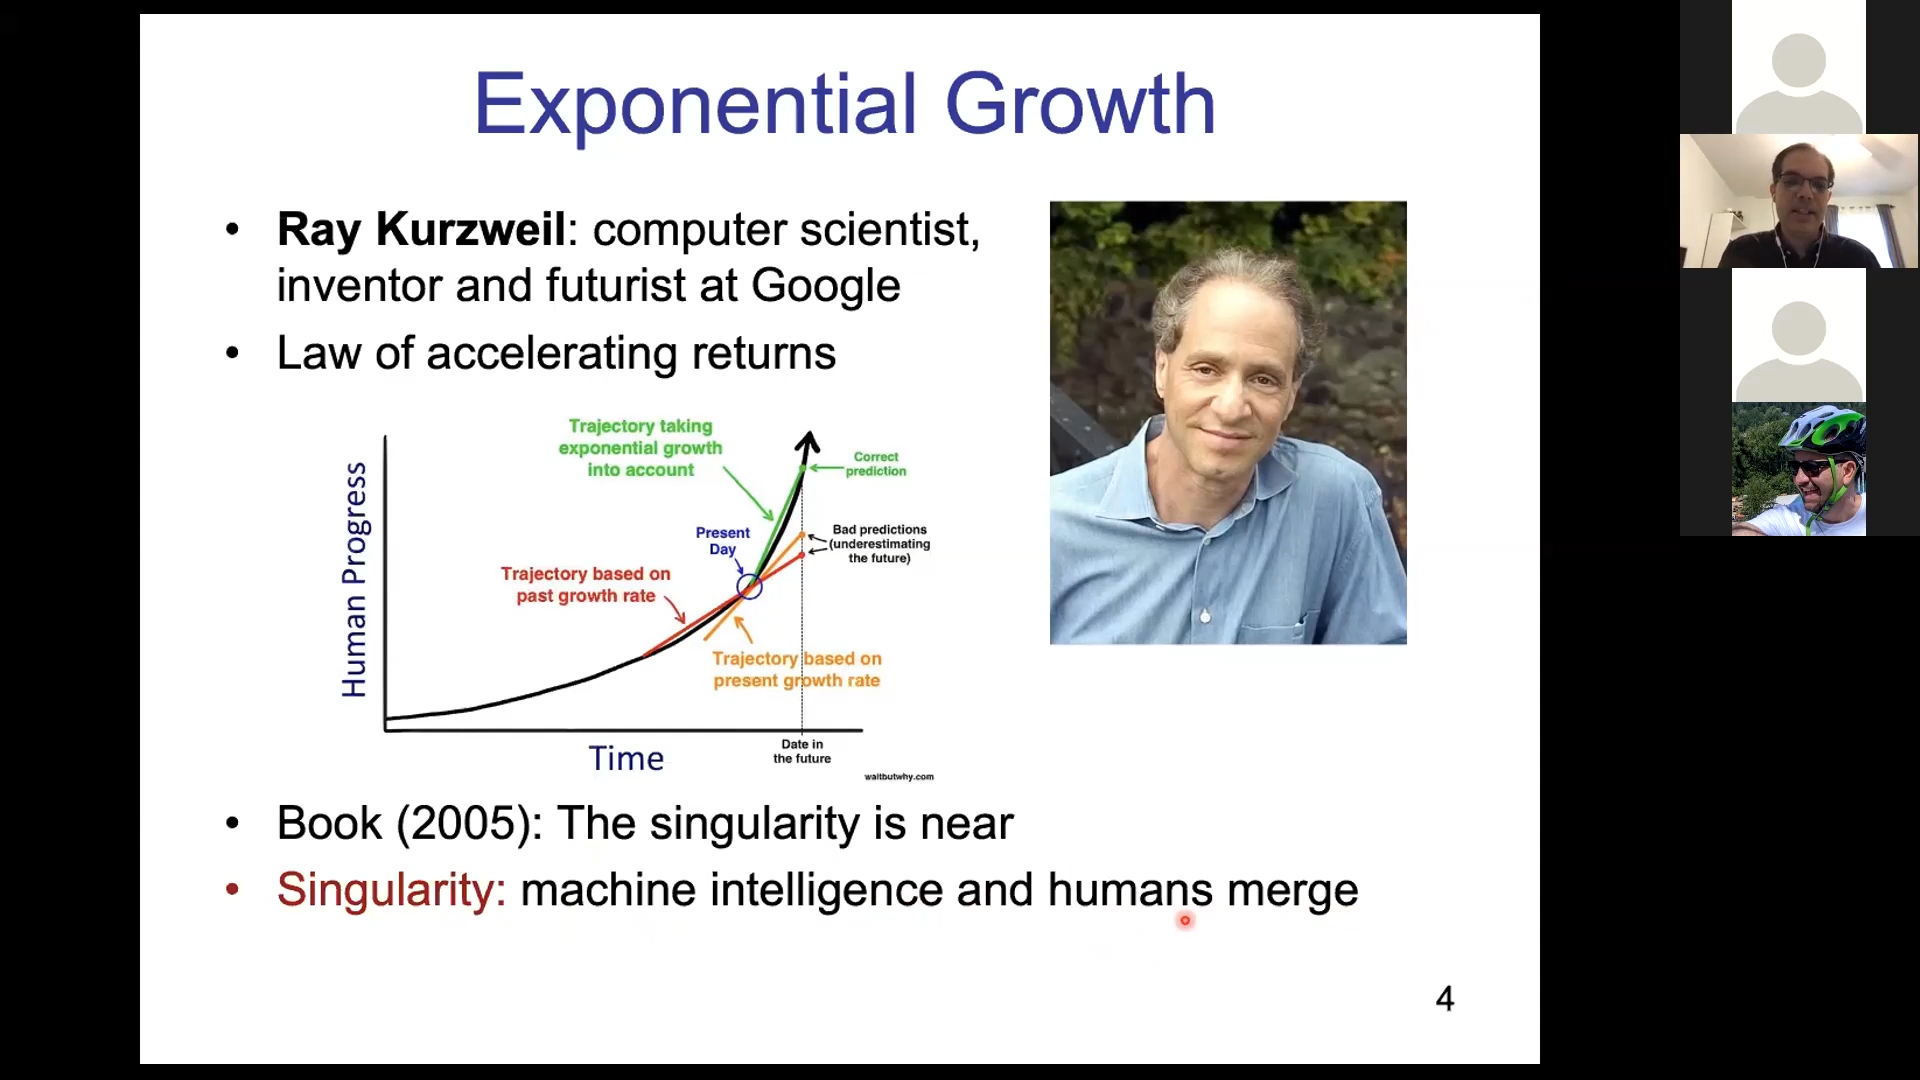 Exponential Growth
• Ray Kurzweil: computer scientist,
inventor and futurist at Google
• Law of accelerating returns
Human Progress
Trajectory taking
exponential growth
into account
Correct
prediction
Present
Day
Bad predictions
(underestimating
the future)
Trajectory based on
past growth rate
Trajectory based on
present growth rate
Time
Date in
the future
waitbutwhy.com
• Book (2005): The singularity is near
• Singularity: machine intelligence and humans merge
4